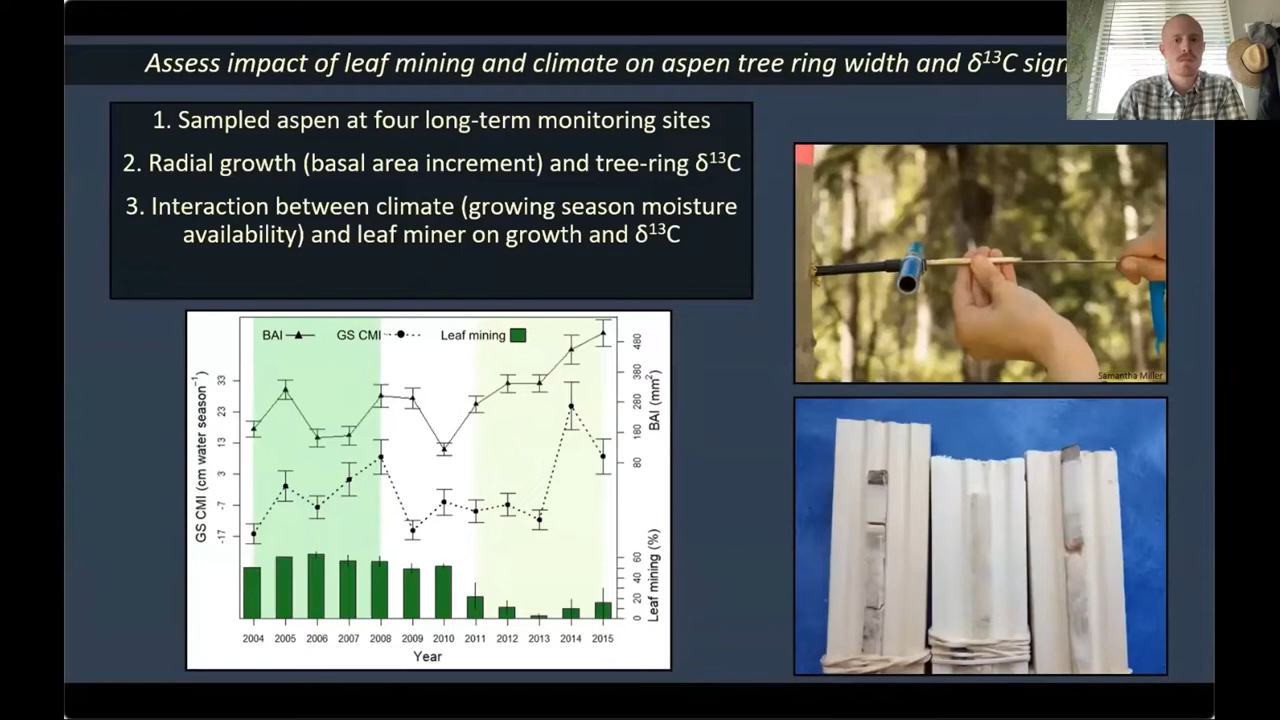 Assess impact of leaf mining and climate on aspen tree ring width and δ¹³C sign
1. Sampled aspen at four long-term monitoring sites
2. Radial growth (basal area increment) and tree-ring δ¹³C
3. Interaction between climate (growing season moisture
availability) and leaf miner on growth and δ¹³C
BAI GS CMI Leaf mining
GS CMI (cm water season⁻¹)
33
23
13
3
-7
-17
480
380
280
180
80
BAI (mm²)
60
40
20
0
Leaf mining (%)
2004 2005 2006 2007 2008 2009 2010 2011 2012 2013 2014 2015
Year
Samantha Miller